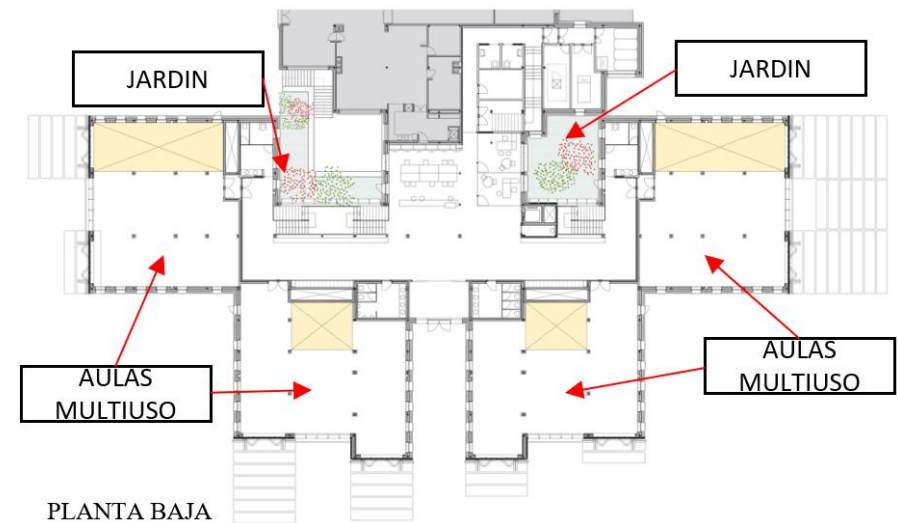 JARDIN
JARDIN
AULAS
MULTIUSO
AULAS
MULTIUSO
PLANTA BAJA